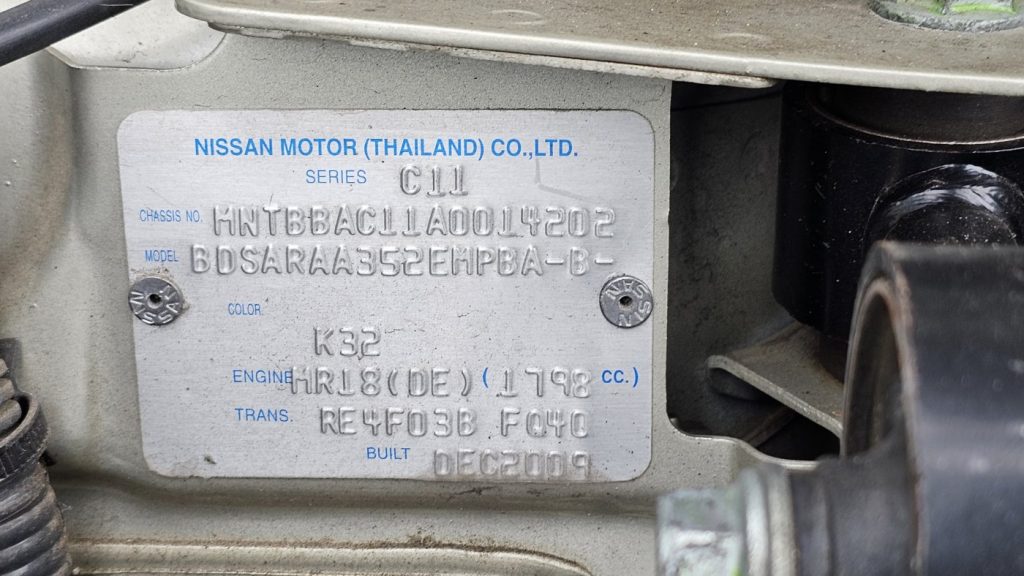 NISSAN MOTOR (THAILAND) CO.,LTD.
SERIES C11
CHASSIS NO. MNTBBAC11A0014202
MODEL BDSARAA352EMPBA-B-
COLOR.
K32
ENGINE HR18(DE) (1798 CC.)
TRANS. RE4F03B FQ40
BUILT DEC2009